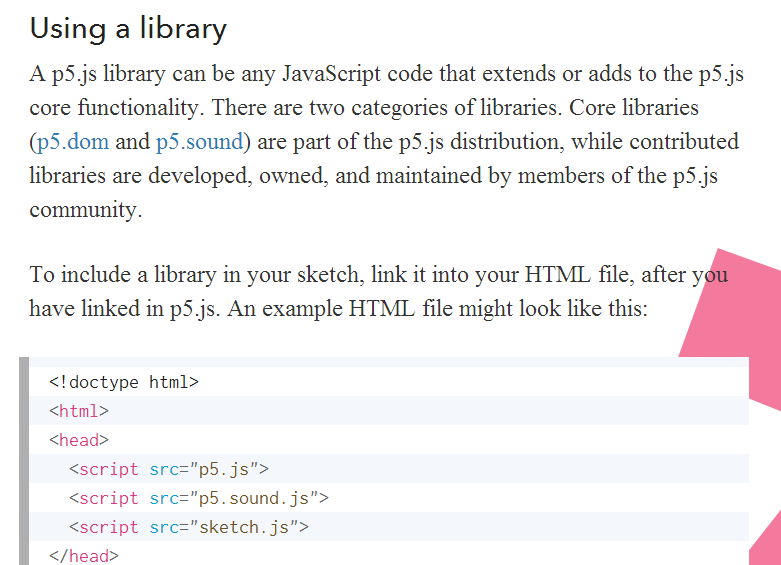 Using a library
A p5.js library can be any JavaScript code that extends or adds to the p5.js
core functionality. There are two categories of libraries. Core libraries
(p5.dom and p5.sound) are part of the p5.js distribution, while contributed
libraries are developed, owned, and maintained by members of the p5.js
community.
To include a library in your sketch, link it into your HTML file, after you
have linked in p5.js. An example HTML file might look like this:
<!doctype html>
<html>
<head>
  <script src="p5.js">
  <script src="p5.sound.js">
  <script src="sketch.js">
</head>